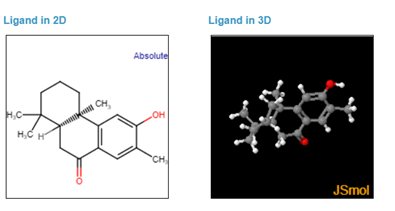 Ligand in 2D
Ligand in 3D
Absolute
CH₃
H₃C
OH
H₃C
H
CH₃
O
JSmol